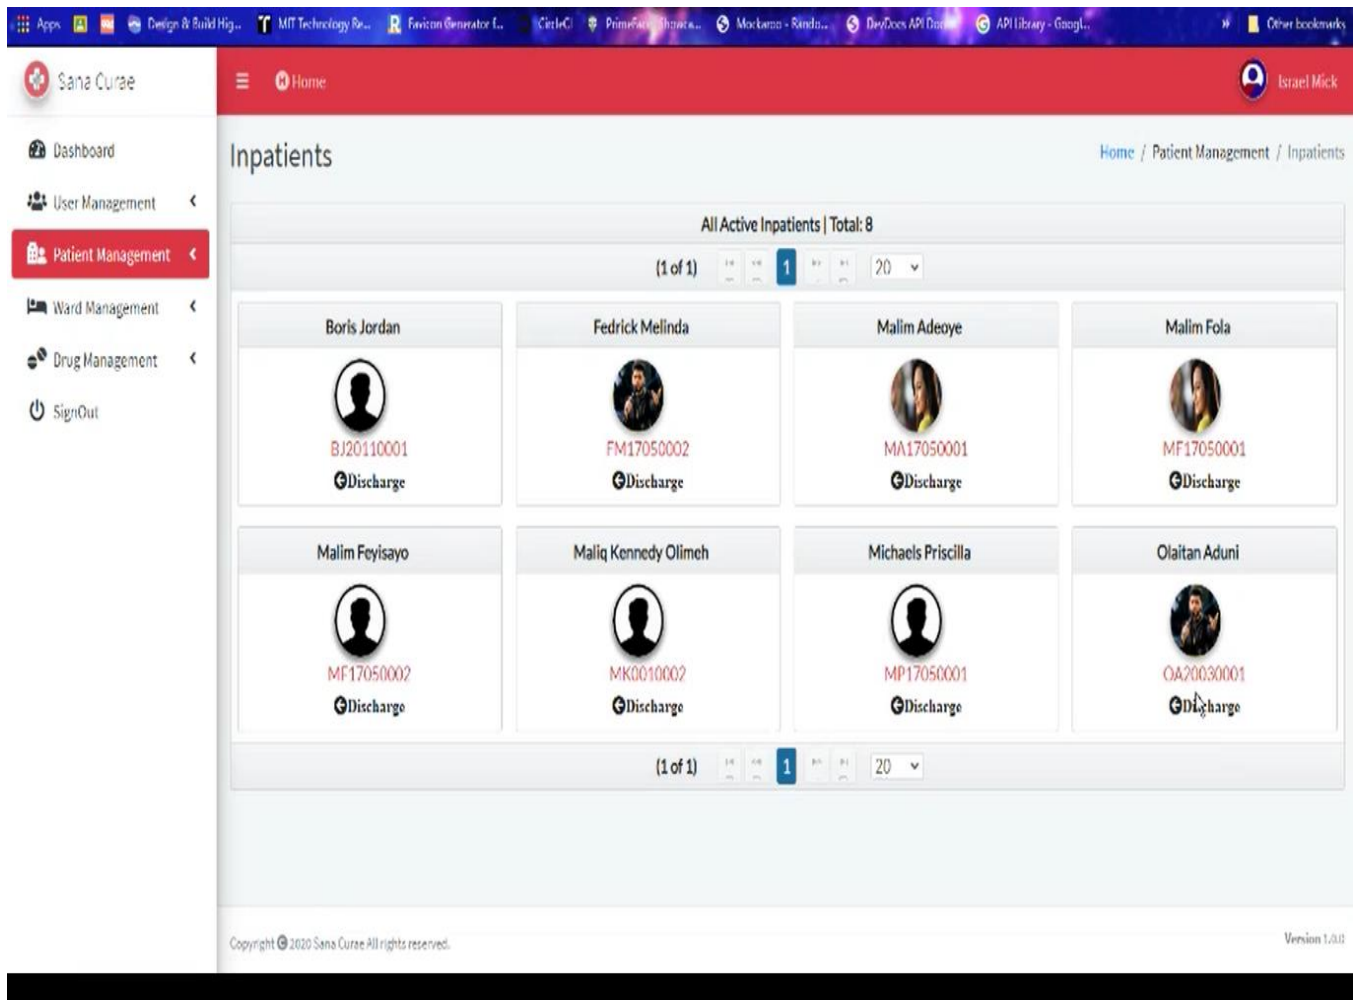 Apps Design & Build Hig... MIT Technology Re... Favicon Generator f... CircleCI PrimeFaces Showca... Mockaroo - Rando... DevDocs API Docum API Library - Googl... » Other bookmarks
Sana Curae
Home
Israel Mick
Dashboard
User Management
Patient Management
Ward Management
Drug Management
SignOut
Inpatients
Home / Patient Management / Inpatients
All Active Inpatients | Total: 8
(1 of 1) 1 20
Boris Jordan
BJ20110001
Discharge
Fedrick Melinda
FM17050002
Discharge
Malim Adeoye
MA17050001
Discharge
Malim Fola
MF17050001
Discharge
Malim Feyisayo
MF17050002
Discharge
Maliq Kennedy Olimeh
MK0010002
Discharge
Michaels Priscilla
MP17050001
Discharge
Olaitan Aduni
OA20030001
Discharge
(1 of 1) 1 20
Copyright 2020 Sana Curae All rights reserved.
Version 1.0.0